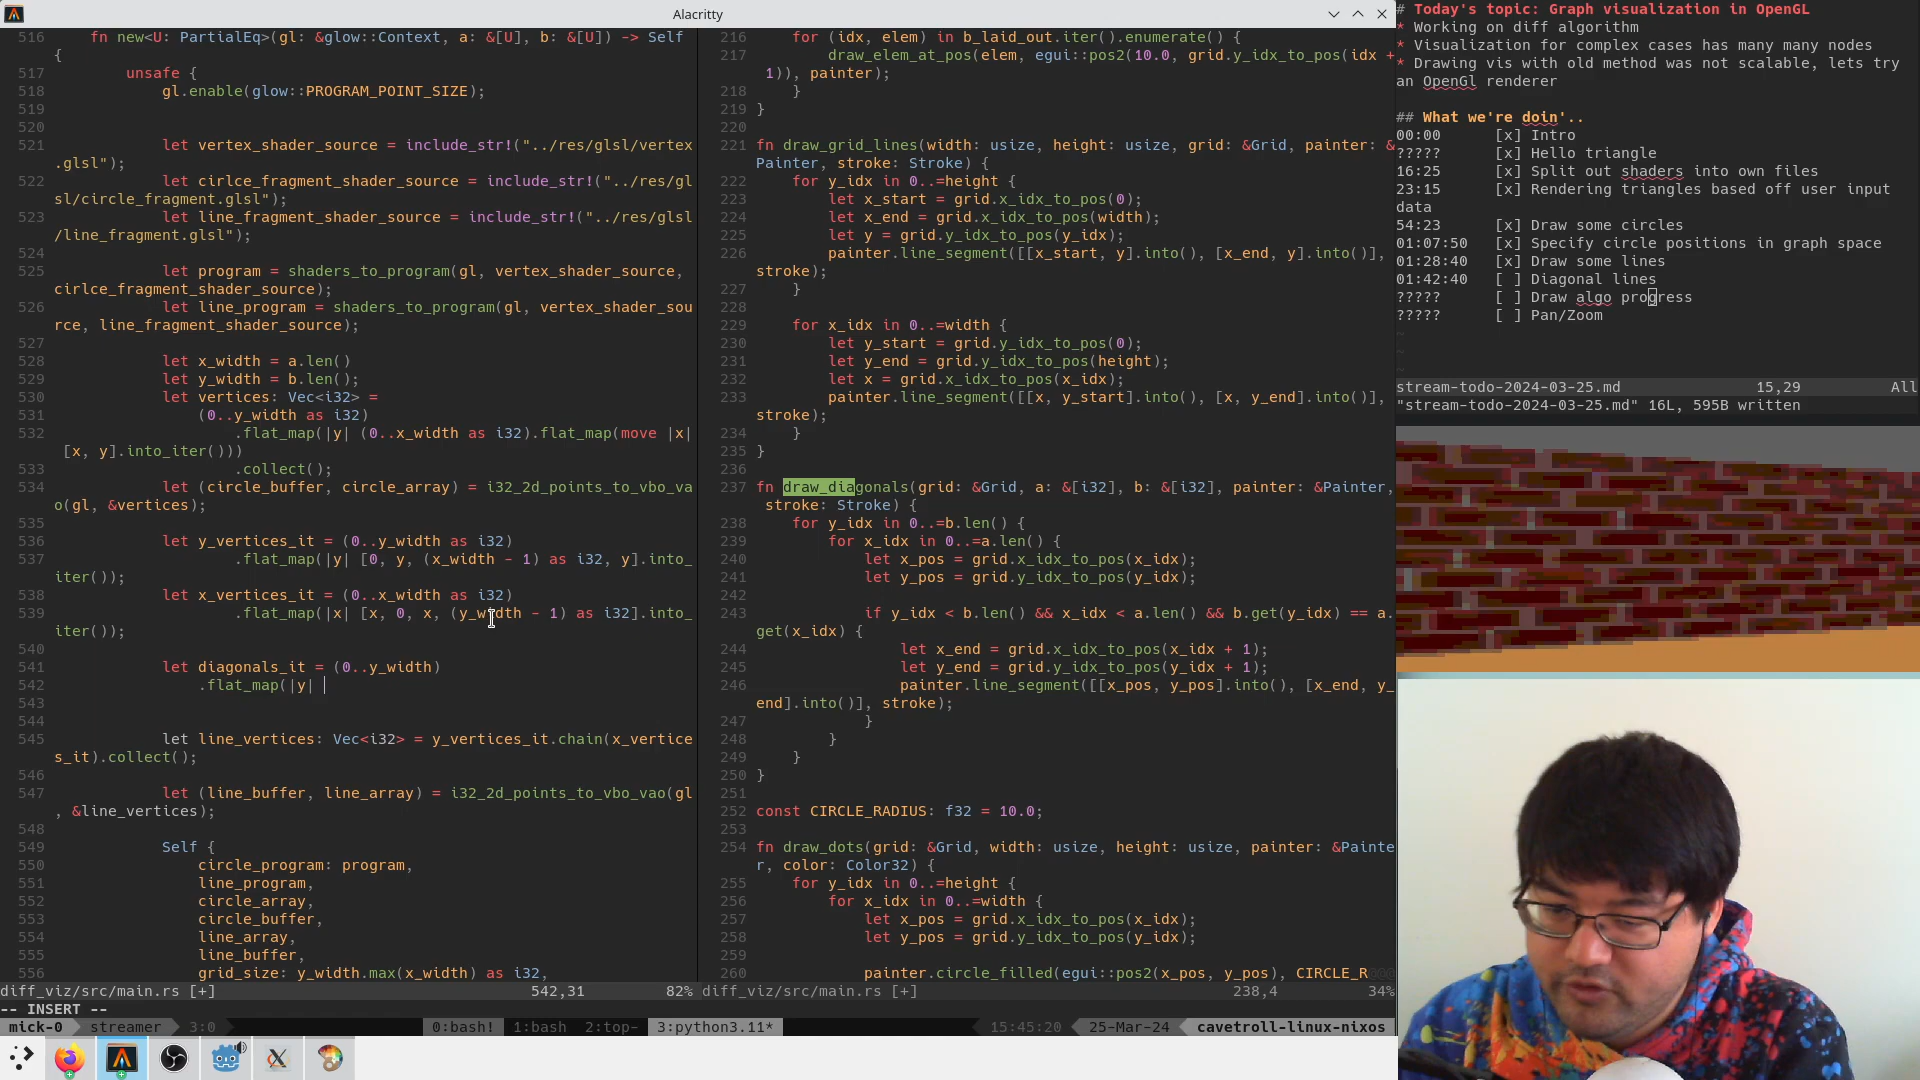 Alacritty
516     fn new<U: PartialEq>(gl: &glow::Context, a: &[U], b: &[U]) -> Self
{
517         unsafe {
518             gl.enable(glow::PROGRAM_POINT_SIZE);
519
520
521             let vertex_shader_source = include_str!("../res/glsl/vertex
.glsl");
522             let cirlce_fragment_shader_source = include_str!("../res/gl
sl/circle_fragment.glsl");
523             let line_fragment_shader_source = include_str!("../res/glsl
/line_fragment.glsl");
524
525             let program = shaders_to_program(gl, vertex_shader_source,
cirlce_fragment_shader_source);
526             let line_program = shaders_to_program(gl, vertex_shader_sou
rce, line_fragment_shader_source);
527
528             let x_width = a.len()
529             let y_width = b.len();
530             let vertices: Vec<i32> =
531                 (0..y_width as i32)
532                     .flat_map(|y| (0..x_width as i32).flat_map(move |x|
[x, y].into_iter()))
533                     .collect();
534             let (circle_buffer, circle_array) = i32_2d_points_to_vbo_va
o(gl, &vertices);
535
536             let y_vertices_it = (0..y_width as i32)
537                     .flat_map(|y| [0, y, (x_width - 1) as i32, y].into_
iter());
538             let x_vertices_it = (0..x_width as i32)
539                     .flat_map(|x| [x, 0, x, (y_width - 1) as i32].into_
iter());
540
541             let diagonals_it = (0..y_width)
542                 .flat_map(|y|
543
544
545             let line_vertices: Vec<i32> = y_vertices_it.chain(x_vertice
s_it).collect();
546
547             let (line_buffer, line_array) = i32_2d_points_to_vbo_vao(gl
, &line_vertices);
548
549             Self {
550                 circle_program: program,
551                 line_program,
552                 circle_array,
553                 circle_buffer,
554                 line_array,
555                 line_buffer,
556                 grid_size: y_width.max(x_width) as i32,
diff_viz/src/main.rs [+] 542,31 82%
-- INSERT --
216     for (idx, elem) in b_laid_out.iter().enumerate() {
217         draw_elem_at_pos(elem, egui::pos2(10.0, grid.y_idx_to_pos(idx +
1)), painter);
218     }
219 }
220
221 fn draw_grid_lines(width: usize, height: usize, grid: &Grid, painter: &
Painter, stroke: Stroke) {
222     for y_idx in 0..=height {
223         let x_start = grid.x_idx_to_pos(0);
224         let x_end = grid.x_idx_to_pos(width);
225         let y = grid.y_idx_to_pos(y_idx);
226         painter.line_segment([[x_start, y].into(), [x_end, y].into()],
stroke);
227     }
228
229     for x_idx in 0..=width {
230         let y_start = grid.y_idx_to_pos(0);
231         let y_end = grid.y_idx_to_pos(height);
232         let x = grid.x_idx_to_pos(x_idx);
233         painter.line_segment([[x, y_start].into(), [x, y_end].into()],
stroke);
234     }
235 }
236
237 fn draw_diagonals(grid: &Grid, a: &[i32], b: &[i32], painter: &Painter,
stroke: Stroke) {
238     for y_idx in 0..=b.len() {
239         for x_idx in 0..=a.len() {
240             let x_pos = grid.x_idx_to_pos(x_idx);
241             let y_pos = grid.y_idx_to_pos(y_idx);
242
243             if y_idx < b.len() && x_idx < a.len() && b.get(y_idx) == a.
get(x_idx) {
244                 let x_end = grid.x_idx_to_pos(x_idx + 1);
245                 let y_end = grid.y_idx_to_pos(y_idx + 1);
246                 painter.line_segment([[x_pos, y_pos].into(), [x_end, y_
end].into()], stroke);
247             }
248         }
249     }
250 }
251
252 const CIRCLE_RADIUS: f32 = 10.0;
253
254 fn draw_dots(grid: &Grid, width: usize, height: usize, painter: &Painte
r, color: Color32) {
255     for y_idx in 0..=height {
256         for x_idx in 0..=width {
257             let x_pos = grid.x_idx_to_pos(x_idx);
258             let y_pos = grid.y_idx_to_pos(y_idx);
259
260             painter.circle_filled(egui::pos2(x_pos, y_pos), CIRCLE_R@@@
diff_viz/src/main.rs [+] 238,4 34%
mick-0 streamer 3:0 0:bash! 1:bash 2:top- 3:python3.11* 15:45:20 25-Mar-24 cavetroll-linux-nixos
# Today's topic: Graph visualization in OpenGL
* Working on diff algorithm
* Visualization for complex cases has many many nodes
* Drawing vis with old method was not scalable, lets try
an OpenGl renderer
## What we're doin'..
00:00      [x] Intro
?????      [x] Hello triangle
16:25      [x] Split out shaders into own files
23:15      [x] Rendering triangles based off user input
data
54:23      [x] Draw some circles
01:07:50   [x] Specify circle positions in graph space
01:28:40   [x] Draw some lines
01:42:40   [ ] Diagonal lines
?????      [ ] Draw algo progress
?????      [ ] Pan/Zoom
~
~
~
stream-todo-2024-03-25.md 15,29 All
"stream-todo-2024-03-25.md" 16L, 595B written